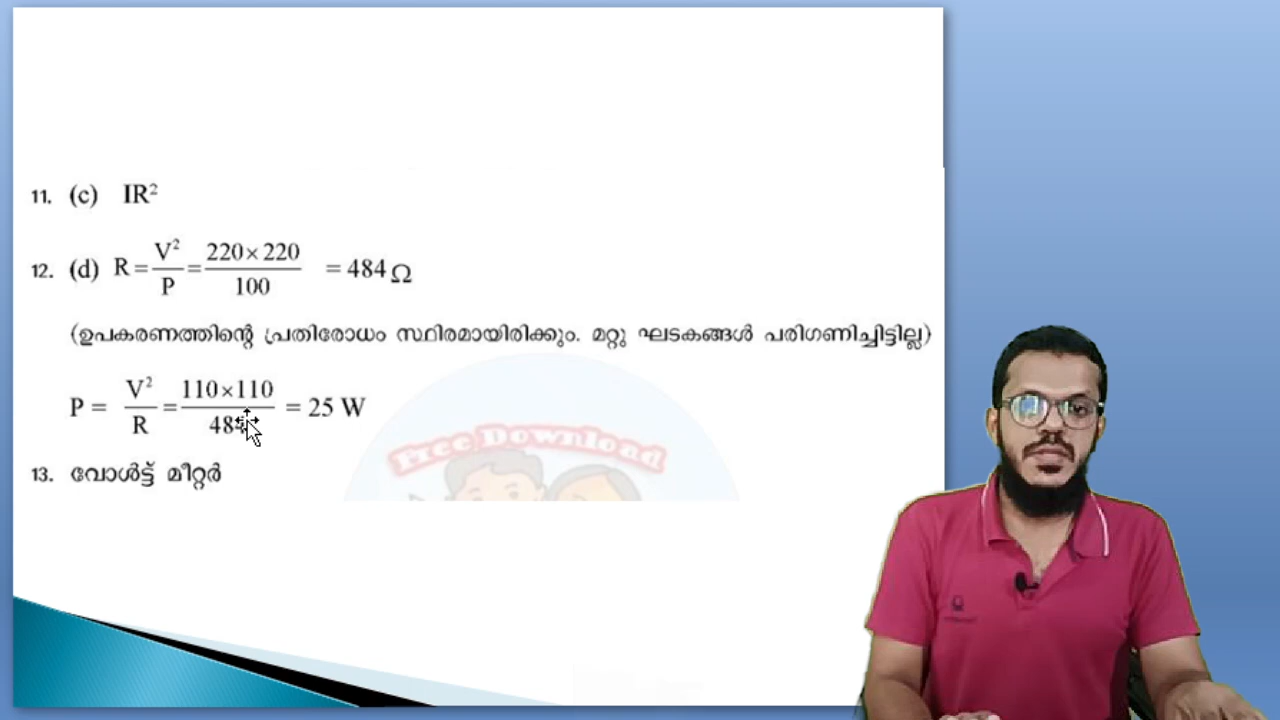 11. (c) IR²
12. (d) R = V²/P = 220 × 220/100 = 484 Ω
(ഉപകരണത്തിന്റെ പ്രതിരോധം സ്ഥിരമായിരിക്കും. മറ്റു ഘടകങ്ങൾ പരിഗണിച്ചിട്ടില്ല)
P = V²/R = 110×110/484 = 25 W
13. വോൾട്ട് മീറ്റർ
Free Download